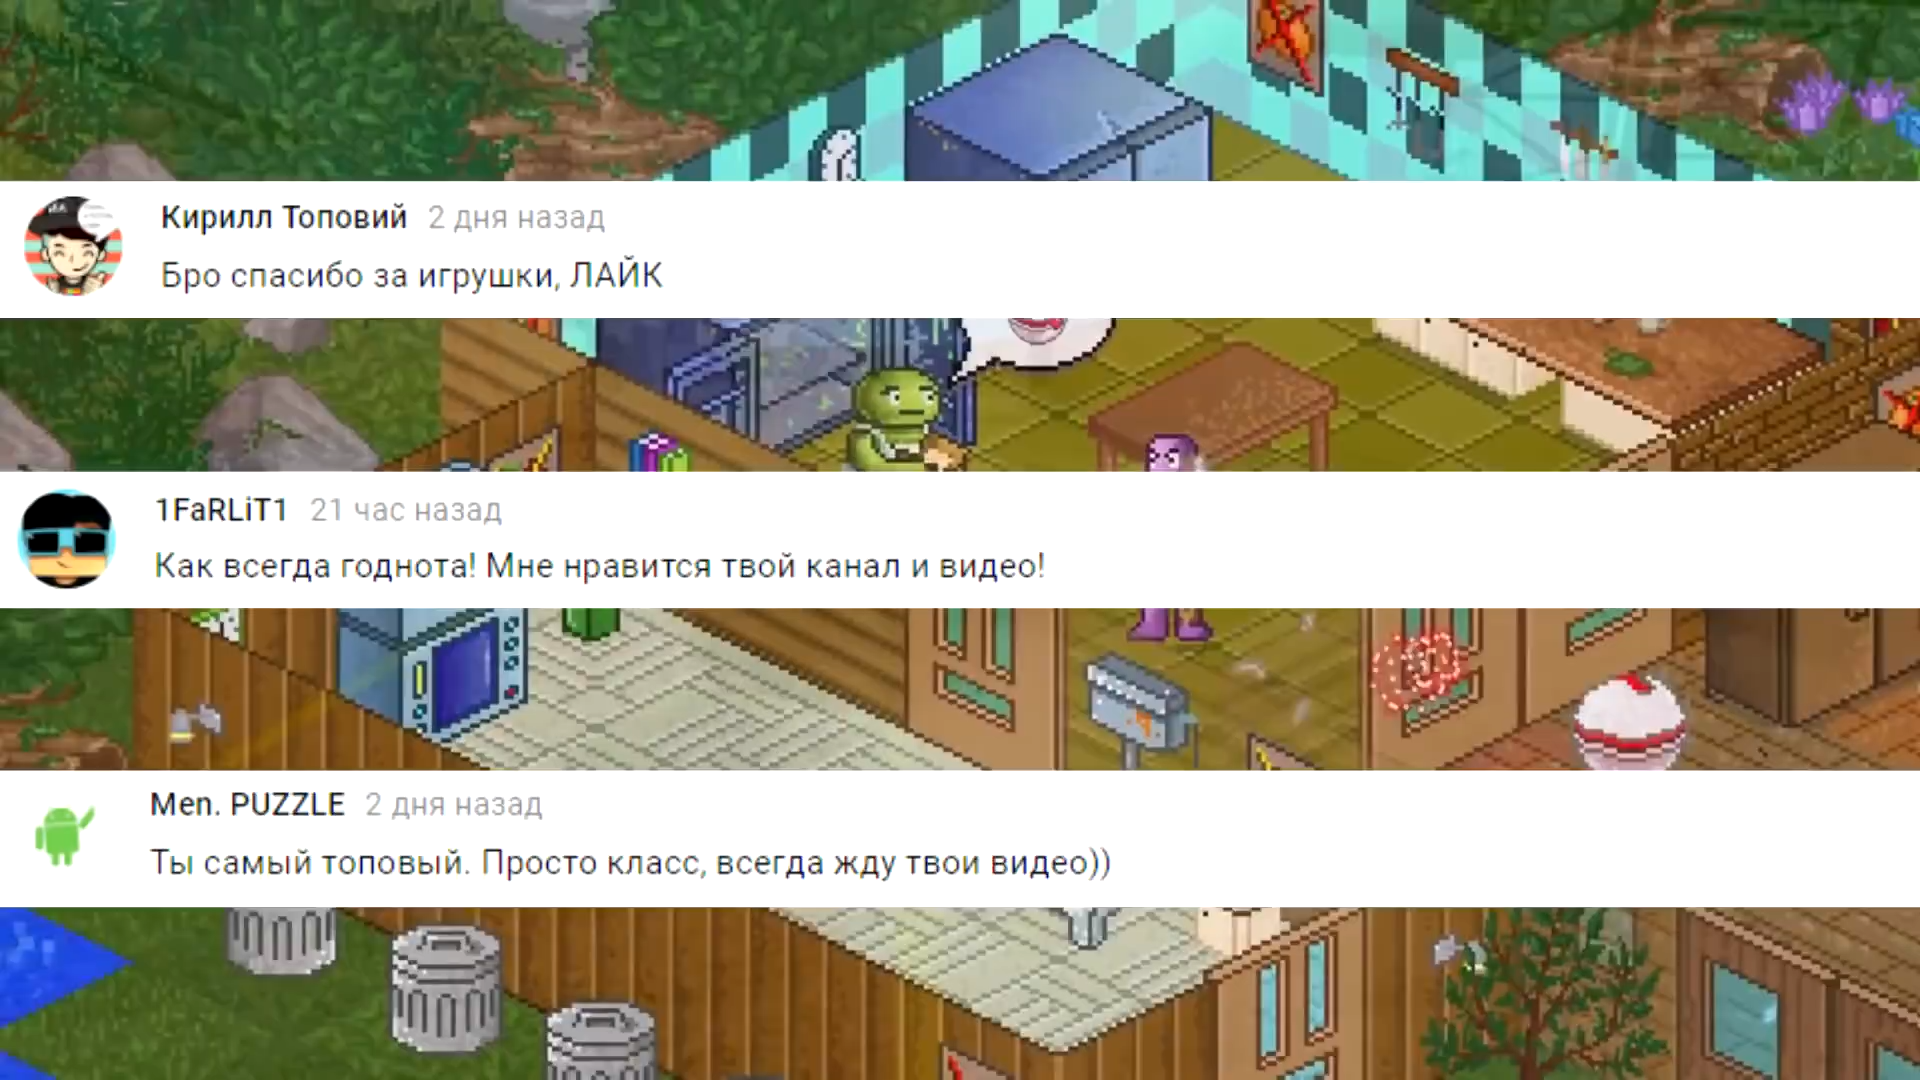 Кирилл Топовий 2 дня назад
Бро спасибо за игрушки, ЛАЙК
1FaRLiT1 21 час назад
Как всегда годнота! Мне нравится твой канал и видео!
Men. PUZZLE 2 дня назад
Ты самый топовый. Просто класс, всегда жду твои видео))